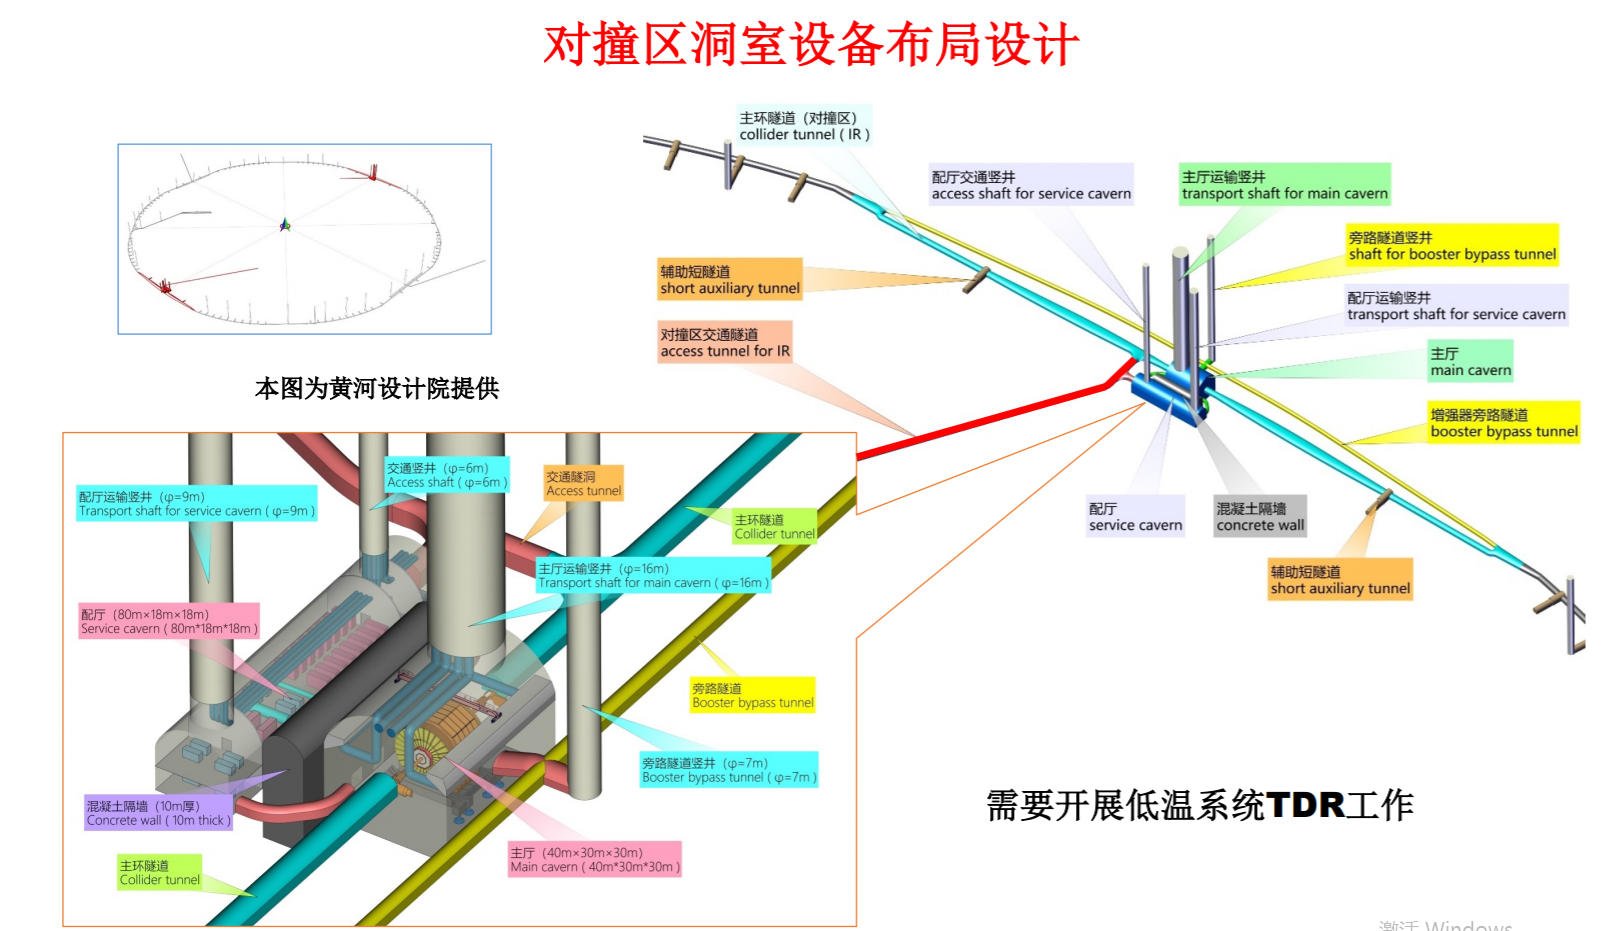 对撞区洞室设备布局设计
主环隧道（对撞区）
collider tunnel ( IR )
配厅交通竖井
access shaft for service cavern
主厅运输竖井
transport shaft for main cavern
旁路隧道竖井
shaft for booster bypass tunnel
辅助短隧道
short auxiliary tunnel
配厅运输竖井
transport shaft for service cavern
对撞区交通隧道
access tunnel for IR
主厅
main cavern
增强器旁路隧道
booster bypass tunnel
配厅
service cavern
混凝土隔墙
concrete wall
辅助短隧道
short auxiliary tunnel
本图为黄河设计院提供
交通竖井（φ=6m）
Access shaft ( φ=6m )
交通隧洞
Access tunnel
配厅运输竖井（φ=9m）
Transport shaft for service cavern ( φ=9m )
主环隧道
Collider tunnel
主厅运输竖井（φ=16m）
Transport shaft for main cavern ( φ=16m )
配厅（80m×18m×18m）
Service cavern ( 80m*18m*18m )
旁路隧道
Booster bypass tunnel
旁路隧道竖井（φ=7m）
Booster bypass tunnel ( φ=7m )
混凝土隔墙（10m厚）
Concrete wall ( 10m thick )
主厅（40m×30m×30m）
Main cavern ( 40m*30m*30m )
主环隧道
Collider tunnel
需要开展低温系统TDR工作
激活 Windows